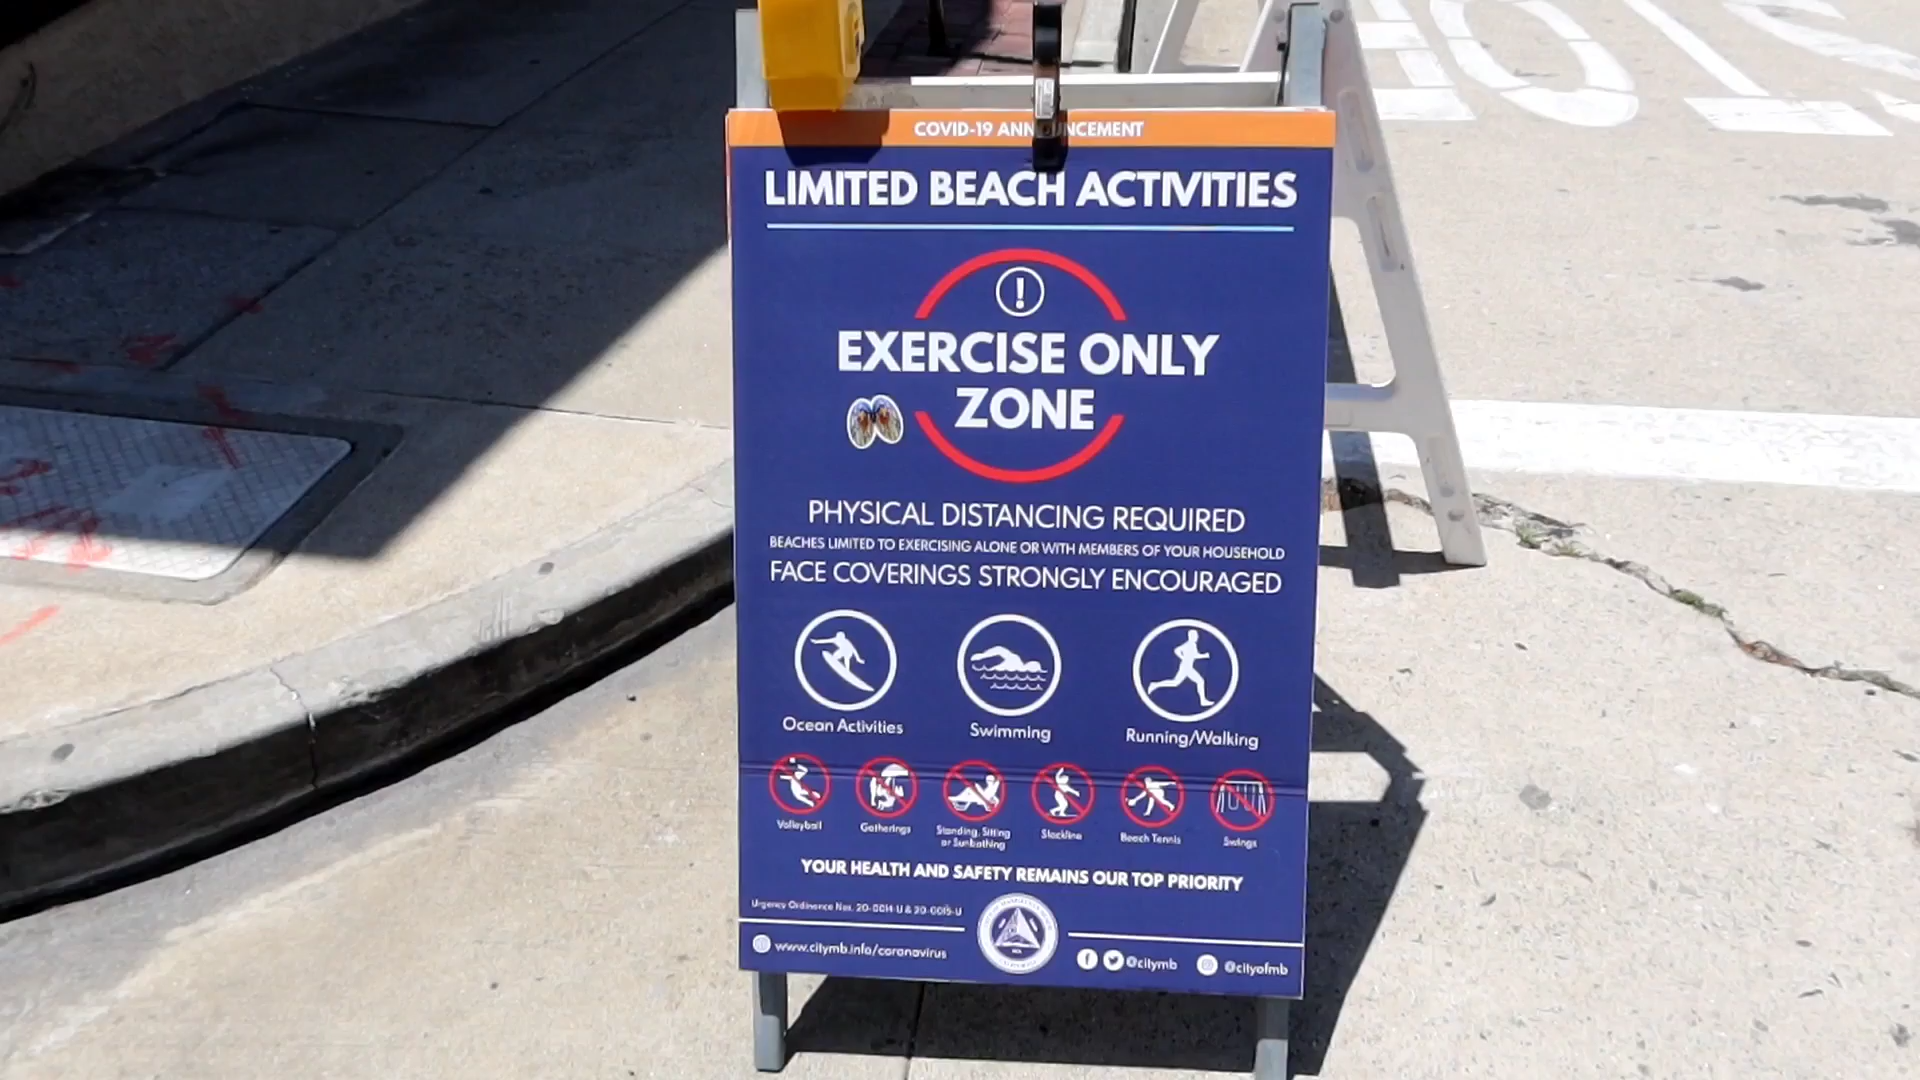 COVID-19 ANNOUNCEMENT
LIMITED BEACH ACTIVITIES
!
EXERCISE ONLY
ZONE
PHYSICAL DISTANCING REQUIRED
BEACHES LIMITED TO EXERCISING ALONE OR WITH MEMBERS OF YOUR HOUSEHOLD
FACE COVERINGS STRONGLY ENCOURAGED
Ocean Activities
Swimming
Running/Walking
Volleyball
Gatherings
Standing, Sitting
or Sunbathing
Slackline
Beach Tennis
Swings
YOUR HEALTH AND SAFETY REMAINS OUR TOP PRIORITY
Urgency Ordinance Nos. 20-0014-U & 20-0015-U
www.citymb.info/coronavirus
@citymb
@cityofmb